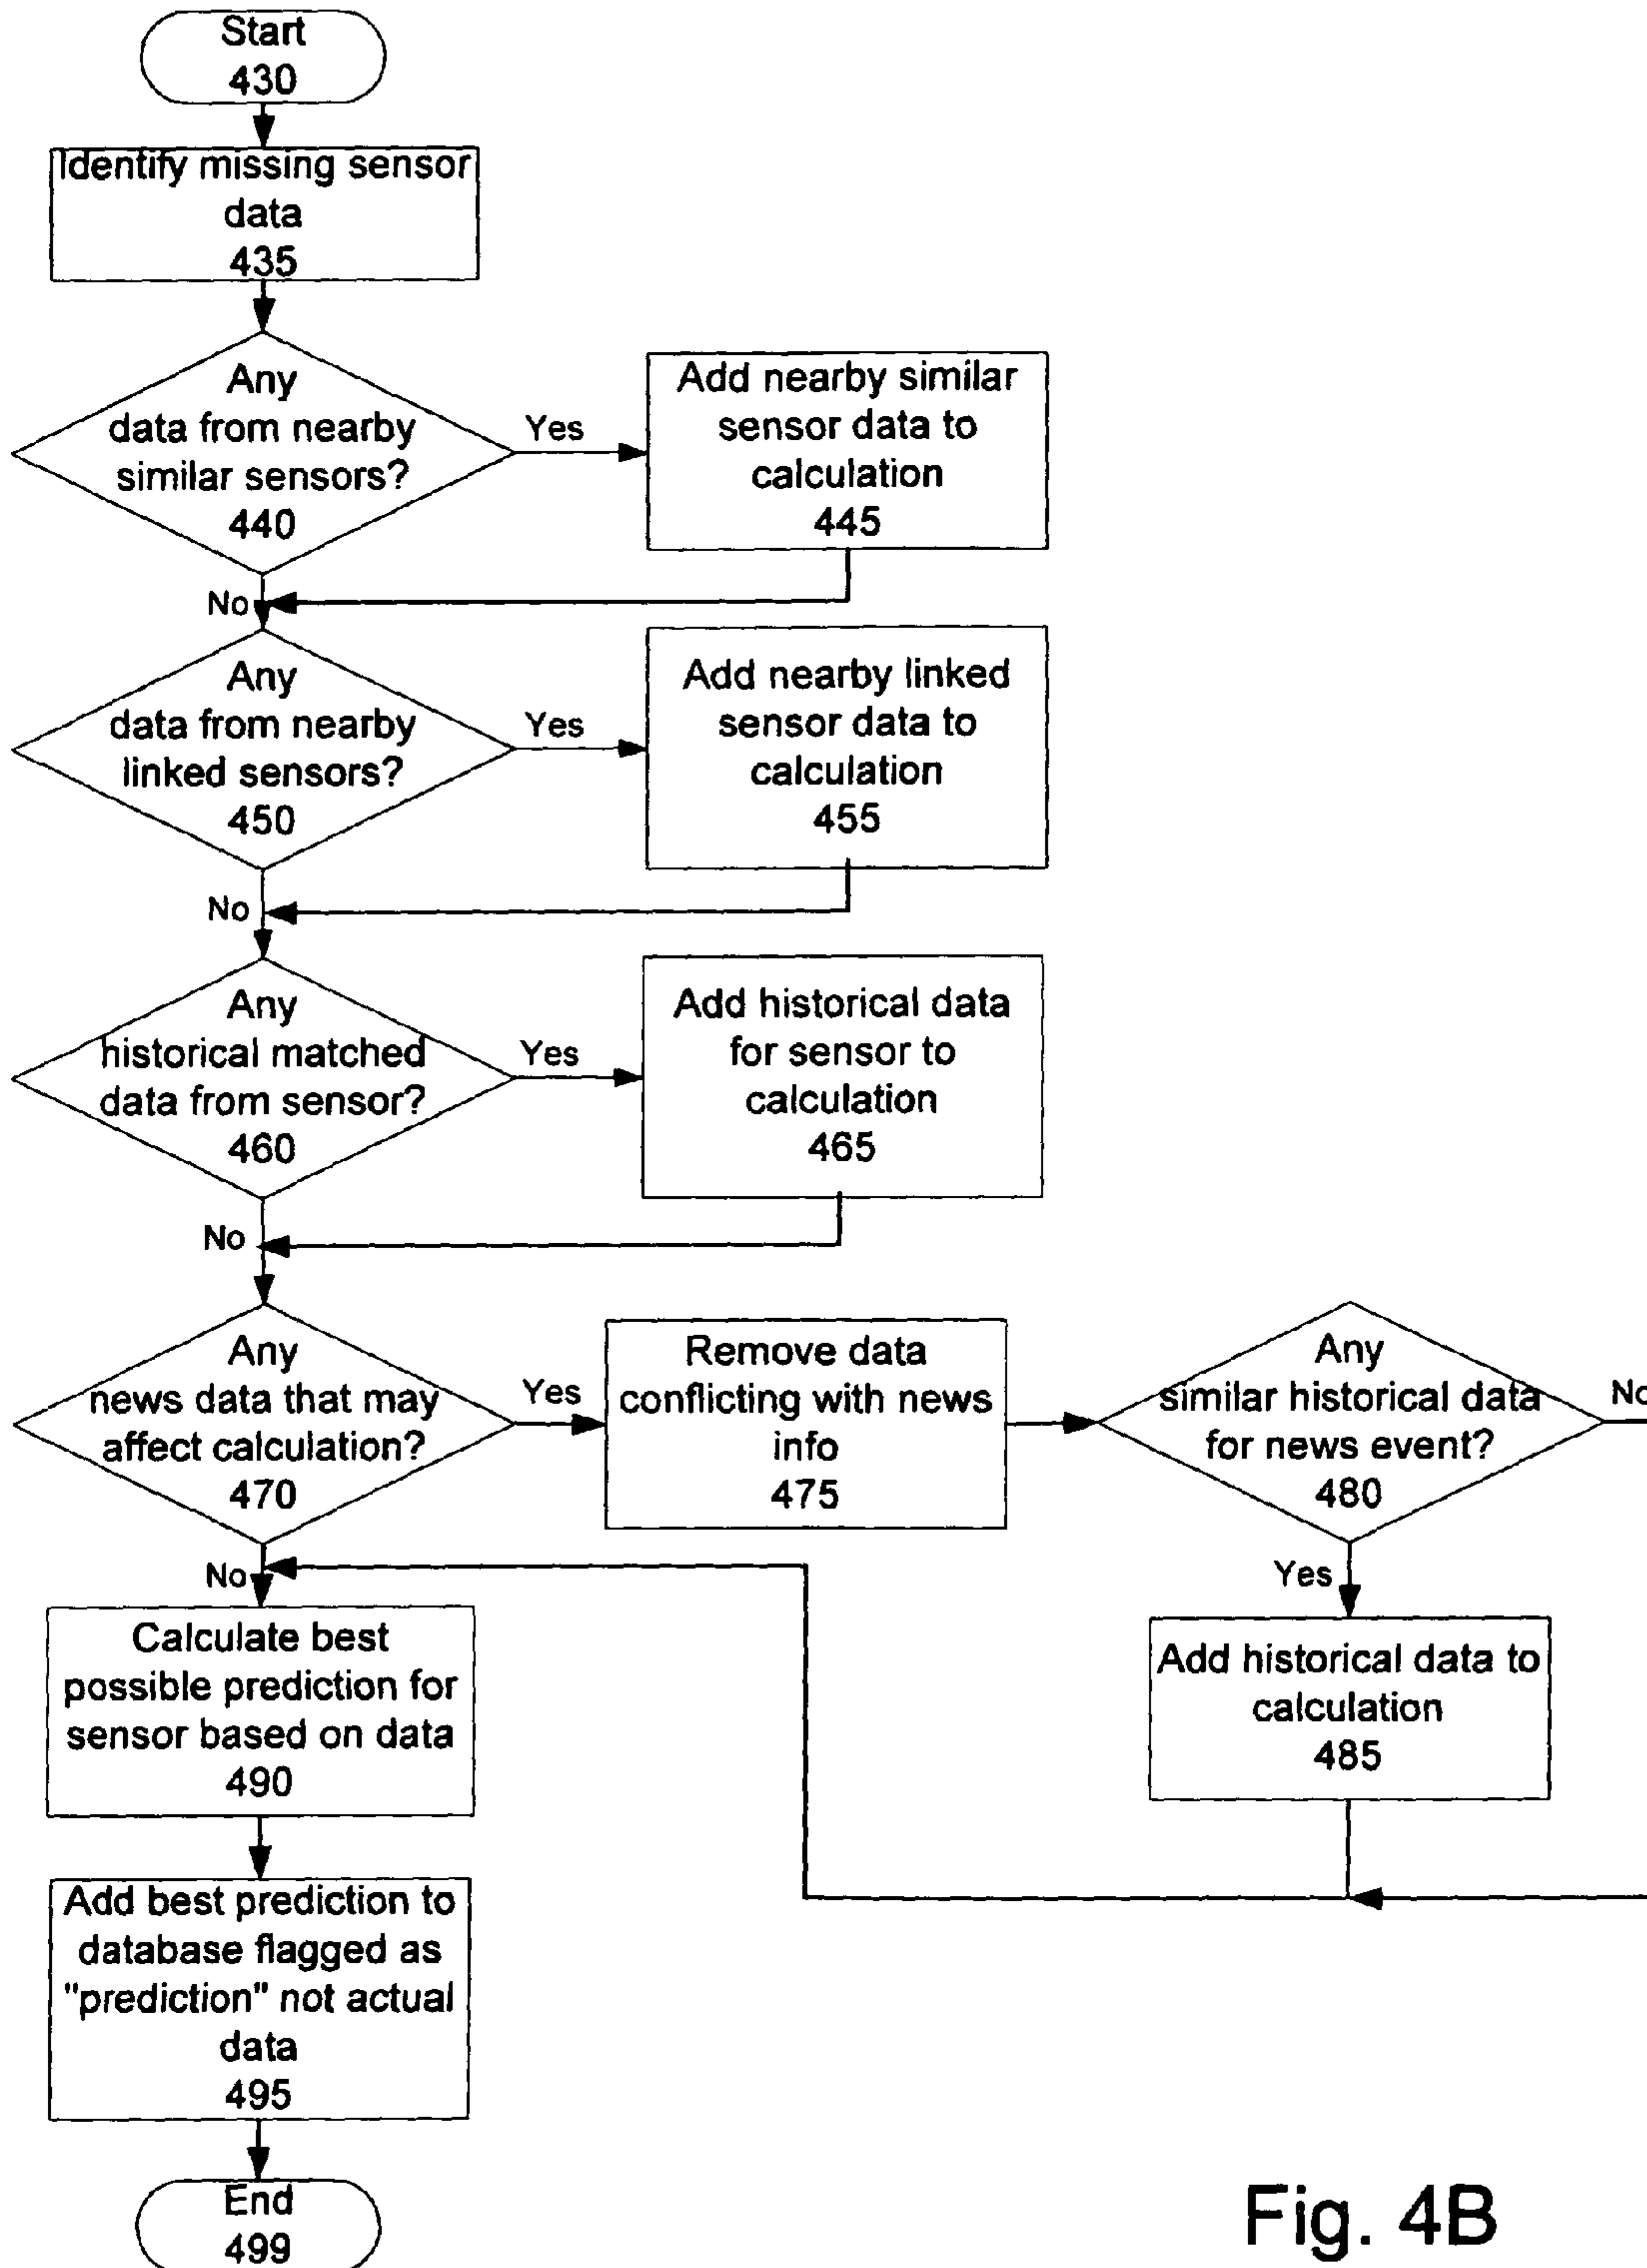 Start
430
Identify missing sensor
data
435
Any
data from nearby
similar sensors?
440
Yes
Add nearby similar
sensor data to
calculation
445
No
Any
data from nearby
linked sensors?
450
Yes
Add nearby linked
sensor data to
calculation
455
No
Any
historical matched
data from sensor?
460
Yes
Add historical data
for sensor to
calculation
465
No
Any
news data that may
affect calculation?
470
Yes
Remove data
conflicting with news
info
475
Any
similar historical data
for news event?
480
No
Yes
Add historical data to
calculation
485
No
Calculate best
possible prediction for
sensor based on data
490
Add best prediction to
database flagged as
"prediction" not actual
data
495
End
499
Fig. 4B